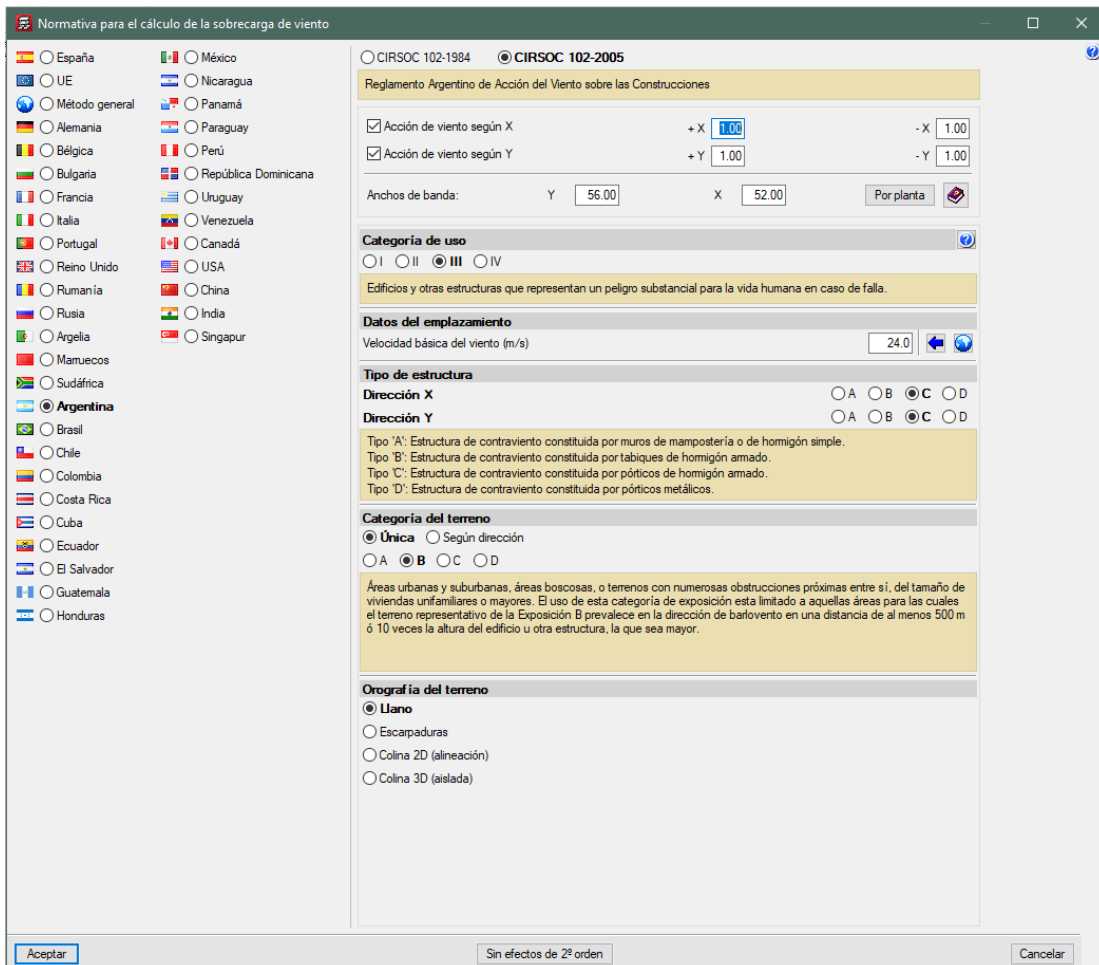 Normativa para el cálculo de la sobrecarga de viento
España
UE
Método general
Alemania
Bélgica
Bulgaria
Francia
Italia
Portugal
Reino Unido
Rumanía
Rusia
Argelia
Marruecos
Sudáfrica
Argentina
Brasil
Chile
Colombia
Costa Rica
Cuba
Ecuador
El Salvador
Guatemala
Honduras
México
Nicaragua
Panamá
Paraguay
Perú
República Dominicana
Uruguay
Venezuela
Canadá
USA
China
India
Singapur
CIRSOC 102-1984 CIRSOC 102-2005
Reglamento Argentino de Acción del Viento sobre las Construcciones
Acción de viento según X + X 1.00 - X 1.00
Acción de viento según Y + Y 1.00 - Y 1.00
Anchos de banda: Y 56.00 X 52.00 Por planta
Categoría de uso
I II III IV
Edificios y otras estructuras que representan un peligro substancial para la vida humana en caso de falla.
Datos del emplazamiento
Velocidad básica del viento (m/s) 24.0
Tipo de estructura
Dirección X A B C D
Dirección Y A B C D
Tipo 'A': Estructura de contraviento constituida por muros de mampostería o de hormigón simple.
Tipo 'B': Estructura de contraviento constituida por tabiques de hormigón armado.
Tipo 'C': Estructura de contraviento constituida por pórticos de hormigón armado.
Tipo 'D': Estructura de contraviento constituida por pórticos metálicos.
Categoría del terreno
Única Según dirección
A B C D
Áreas urbanas y suburbanas, áreas boscosas, o terrenos con numerosas obstrucciones próximas entre sí, del tamaño de
viviendas unifamiliares o mayores. El uso de esta categoría de exposición esta limitado a aquellas áreas para las cuales
el terreno representativo de la Exposición B prevalece en la dirección de barlovento en una distancia de al menos 500 m
ó 10 veces la altura del edificio u otra estructura, la que sea mayor.
Orografía del terreno
Llano
Escarpaduras
Colina 2D (alineación)
Colina 3D (aislada)
Aceptar Sin efectos de 2º orden Cancelar